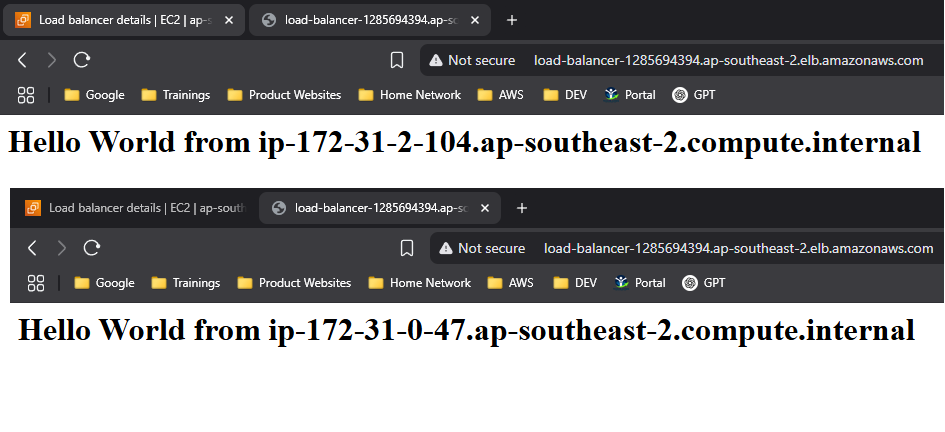 Load balancer details | EC2 | ap-s load-balancer-1285694394.ap-sc
Not secure load-balancer-1285694394.ap-southeast-2.elb.amazonaws.com
Google Trainings Product Websites Home Network AWS DEV Portal GPT
Hello World from ip-172-31-2-104.ap-southeast-2.compute.internal
Load balancer details | EC2 | ap-south load-balancer-1285694394.ap-sc
Not secure load-balancer-1285694394.ap-southeast-2.elb.amazonaws.com
Google Trainings Product Websites Home Network AWS DEV Portal GPT
Hello World from ip-172-31-0-47.ap-southeast-2.compute.internal